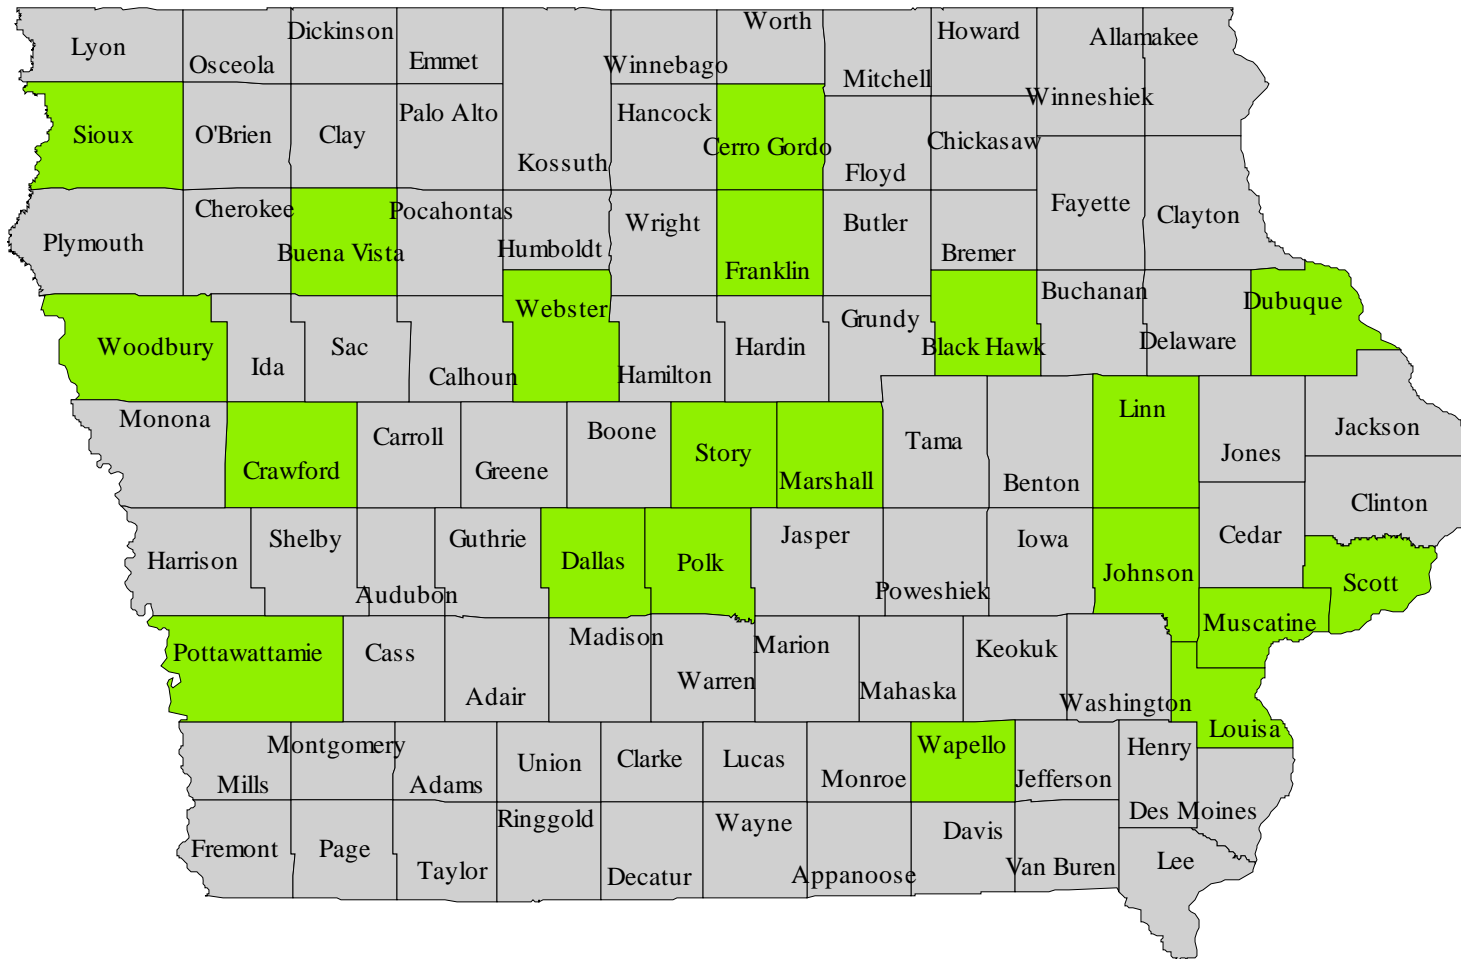 Lyon
Osceola
Dickinson
Emmet
Winnebago
Worth
Mitchell
Howard
Winneshiek
Allamakee
Sioux
O'Brien
Clay
Palo Alto
Kossuth
Hancock
Cerro Gordo
Floyd
Chickasaw
Fayette
Clayton
Plymouth
Cherokee
Buena Vista
Pocahontas
Humboldt
Wright
Franklin
Butler
Bremer
Woodbury
Ida
Sac
Calhoun
Webster
Hamilton
Hardin
Grundy
Black Hawk
Buchanan
Delaware
Dubuque
Monona
Crawford
Carroll
Greene
Boone
Story
Marshall
Tama
Benton
Linn
Jones
Jackson
Clinton
Harrison
Shelby
Audubon
Guthrie
Dallas
Polk
Jasper
Poweshiek
Iowa
Johnson
Cedar
Scott
Muscatine
Pottawattamie
Cass
Adair
Madison
Warren
Marion
Mahaska
Keokuk
Washington
Louisa
Mills
Montgomery
Adams
Union
Clarke
Lucas
Monroe
Wapello
Jefferson
Henry
Des Moines
Fremont
Page
Taylor
Ringgold
Decatur
Wayne
Appanoose
Davis
Van Buren
Lee